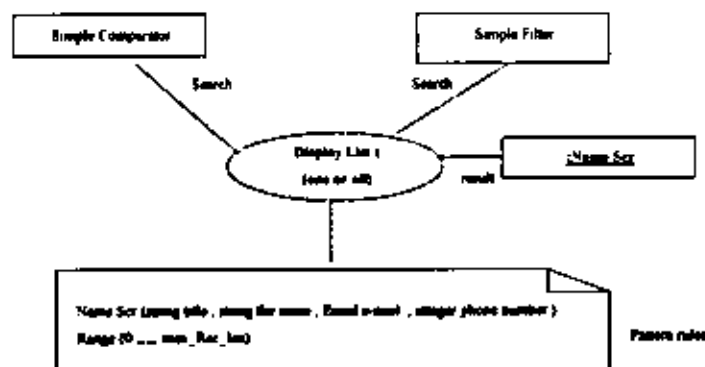 Simple Comparator
Sample Filter
Search
Search
Display List :
(one or all)
:Name Scr
result
Name Scr (string title , string the name , Email e-mail , integer phone number )
Range (0 ... max_Rec_len)
Pattern rules